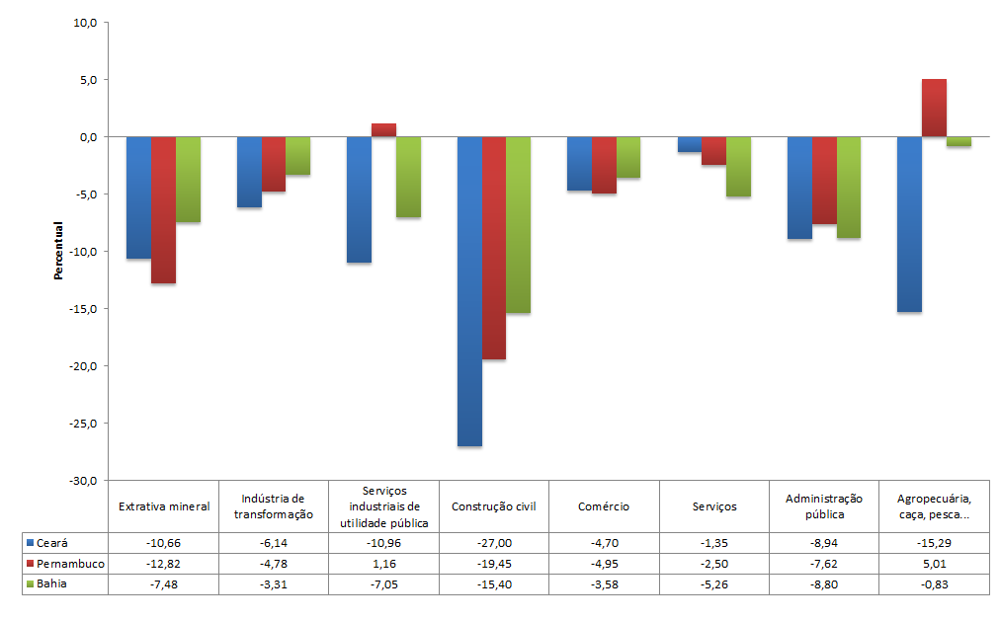 10,0
5,0
0,0
-5,0
-10,0
-15,0
-20,0
-25,0
-30,0
Percentual
Extrativa mineral
Indústria de
transformação
Serviços
industriais de
utilidade pública
Construção civil
Comércio
Serviços
Administração
pública
Agropecuária,
caça, pesca...
Ceará -10,66 -6,14 -10,96 -27,00 -4,70 -1,35 -8,94 -15,29
Pernambuco -12,82 -4,78 1,16 -19,45 -4,95 -2,50 -7,62 5,01
Bahia -7,48 -3,31 -7,05 -15,40 -3,58 -5,26 -8,80 -0,83